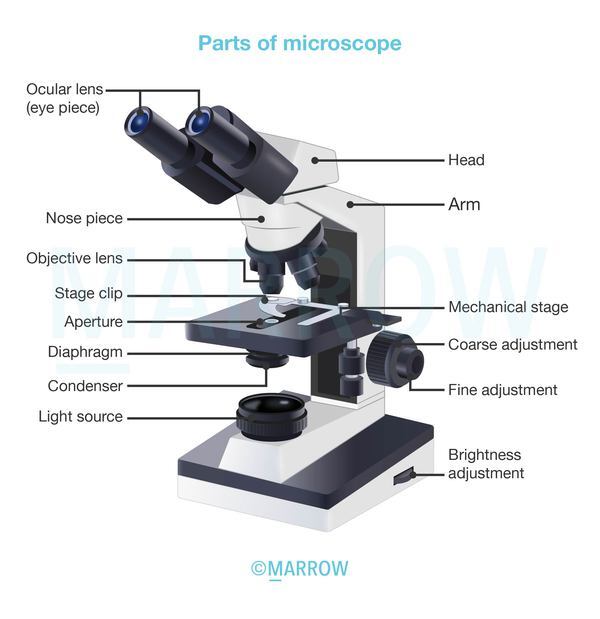 Parts of microscope
Ocular lens
(eye piece)
Head
Arm
Nose piece
Objective lens
Stage clip
Mechanical stage
Aperture
Coarse adjustment
Diaphragm
Condenser
Fine adjustment
Light source
Brightness
adjustment
MARROW
©MARROW